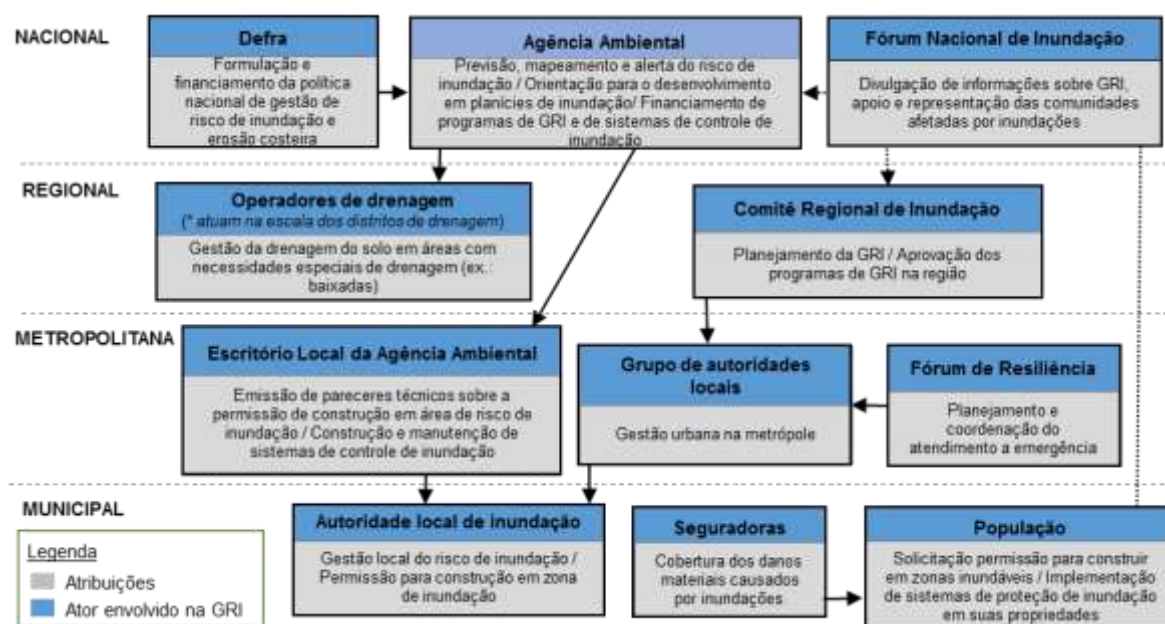 NACIONAL
Defra
Formulação e
financiamento da política
nacional de gestão de
risco de inundação e
erosão costeira
Agência Ambiental
Previsão, mapeamento e alerta do risco de
inundação / Orientação para o desenvolvimento
em planícies de inundação/ Financiamento de
programas de GRI e de sistemas de controle de
inundação
Fórum Nacional de Inundação
Divulgação de informações sobre GRI,
apoio e representação das comunidades
afetadas por inundações
REGIONAL
Operadores de drenagem
(* atuam na escala dos distritos de drenagem)
Gestão da drenagem do solo em áreas com
necessidades especiais de drenagem (ex.:
baixadas)
Comitê Regional de Inundação
Planejamento da GRI / Aprovação dos
programas de GRI na região
METROPOLITANA
Escritório Local da Agência Ambiental
Emissão de pareceres técnicos sobre a
permissão de construção em área de risco de
inundação / Construção e manutenção de
sistemas de controle de inundação
Grupo de autoridades
locais
Gestão urbana na metrópole
Fórum de Resiliência
Planejamento e
coordenação do
atendimento a emergência
MUNICIPAL
Legenda
Atribuições
Ator envolvido na GRI
Autoridade local de inundação
Gestão local do risco de inundação /
Permissão para construção em zona
de inundação
Seguradoras
Cobertura dos danos
materiais causados
por inundações
População
Solicitação permissão para construir
em zonas inundáveis / Implementação
de sistemas de proteção de inundação
em suas propriedades